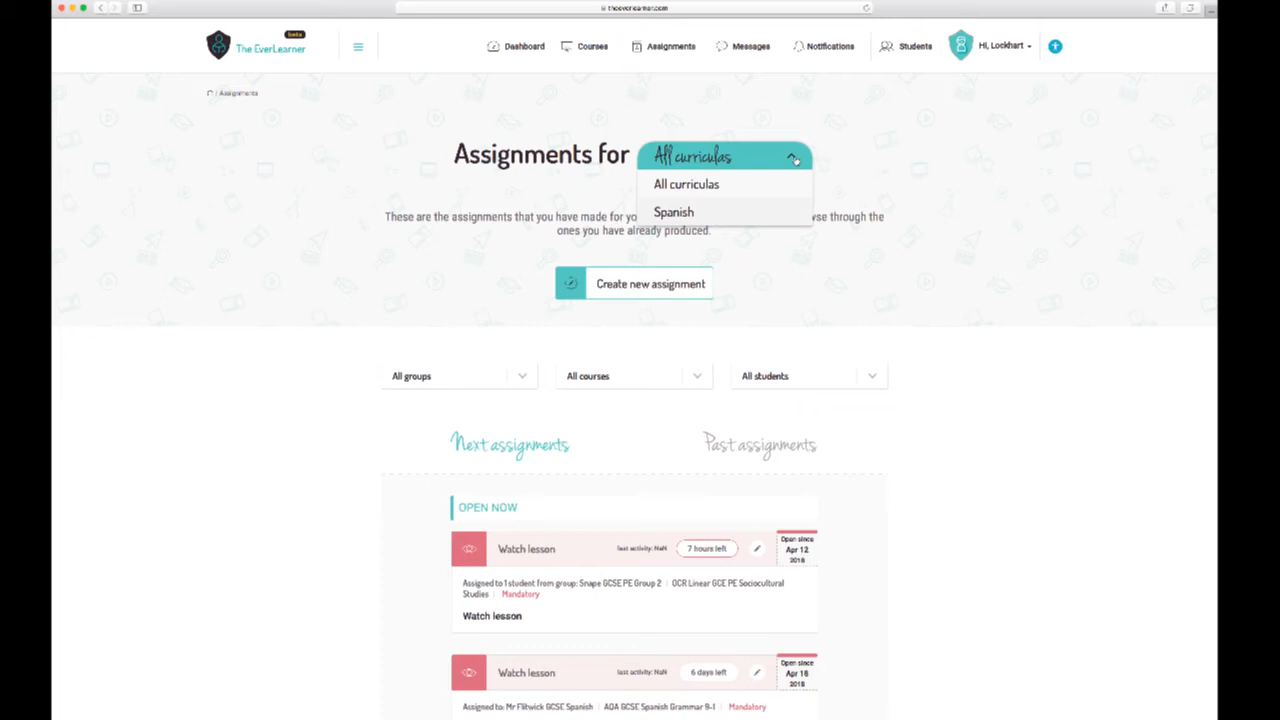 theeverlearner.com
beta
The EverLearner
Dashboard
Courses
Assignments
Messages
Notifications
Students
Hi, Lockhart
/ Assignments
Assignments for
All curriculas
All curriculas
Spanish
These are the assignments that you have made for yo
wse through the
ones you have already produced.
Create new assignment
All groups
All courses
All students
Next assignments
Past assignments
OPEN NOW
Watch lesson
last activity: NaN
7 hours left
Open since
Apr 12
2018
Assigned to 1 student from group: Snape GCSE PE Group 2 | OCR Linear GCE PE Sociocultural
Studies | Mandatory
Watch lesson
Watch lesson
last activity: NaN
6 days left
Open since
Apr 16
2018
Assigned to: Mr Flitwick GCSE Spanish | AQA GCSE Spanish Grammar 9-1 | Mandatory